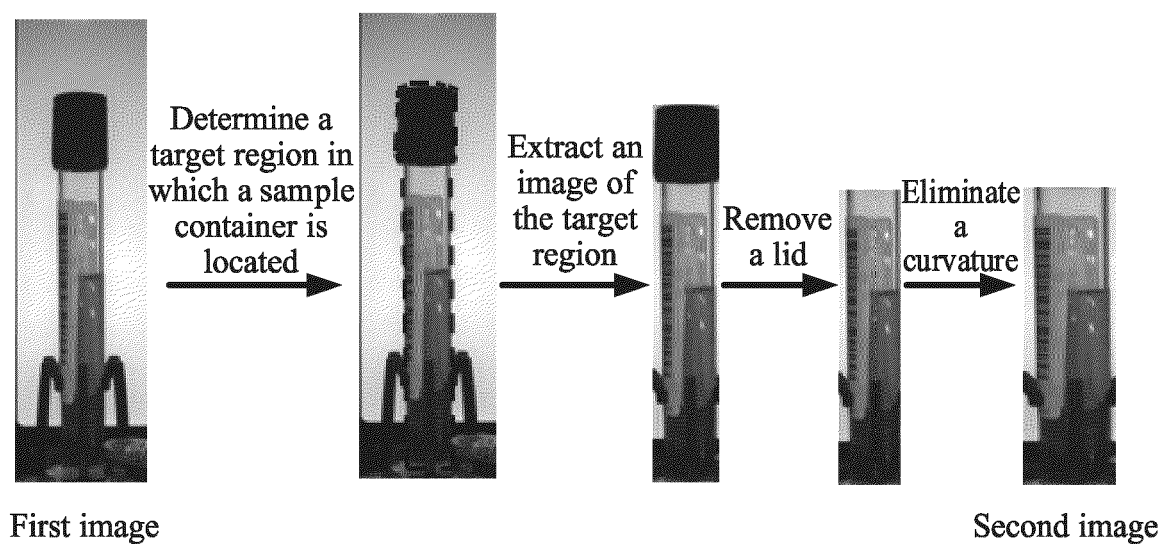 Determine a
target region in
which a sample
container is
located
Extract an
image of
the target
region
Remove
a lid
Eliminate
a
curvature
First image
Second image